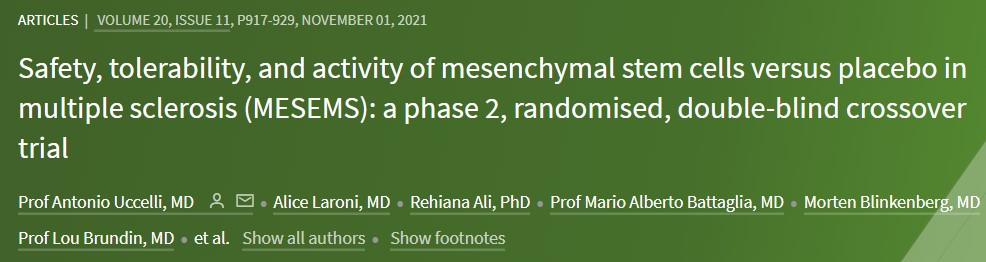 ARTICLES | VOLUME 20, ISSUE 11, P917-929, NOVEMBER 01, 2021
Safety, tolerability, and activity of mesenchymal stem cells versus placebo in
multiple sclerosis (MESEMS): a phase 2, randomised, double-blind crossover
trial
Prof Antonio Uccelli, MD • Alice Laroni, MD • Rehiana Ali, PhD • Prof Mario Alberto Battaglia, MD • Morten Blinkenberg, MD
Prof Lou Brundin, MD • et al. Show all authors • Show footnotes